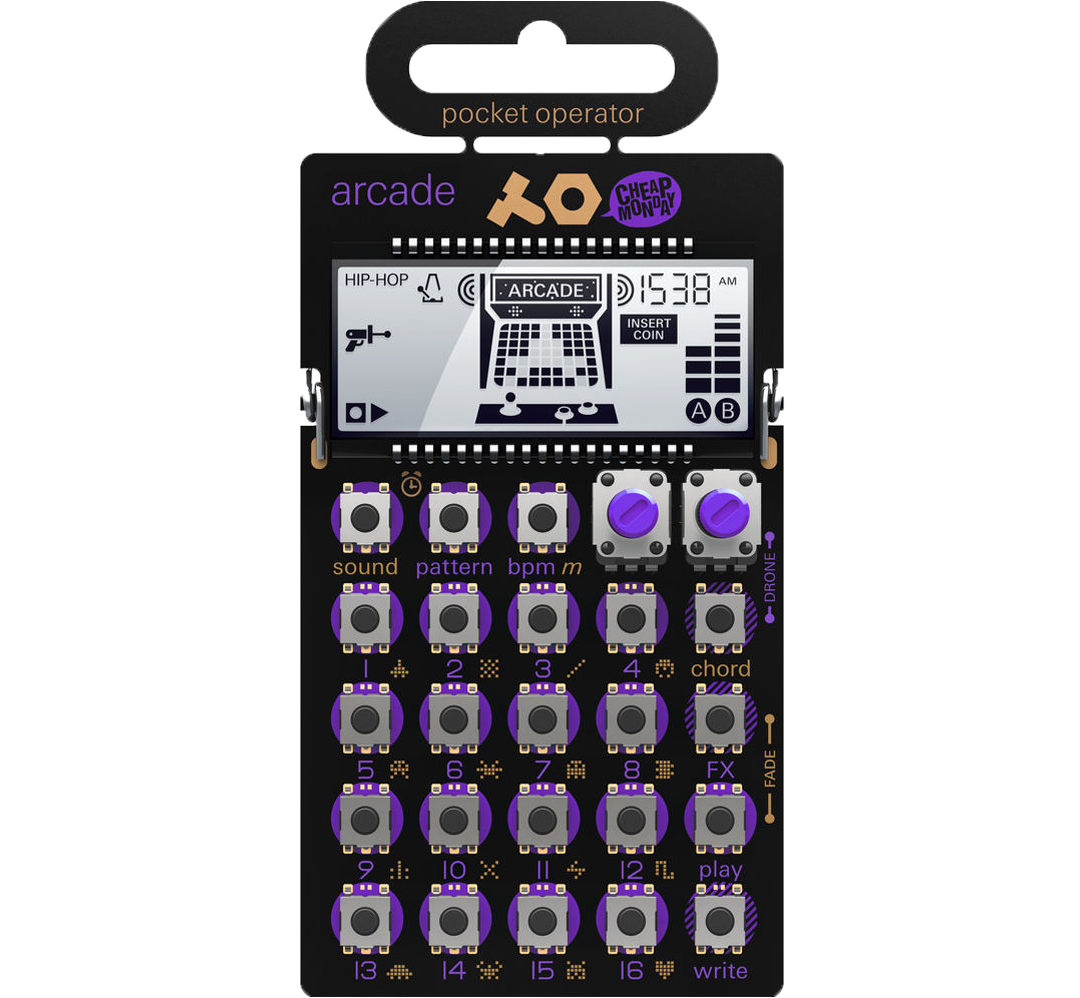 pocket operator
arcade
CHEAP
MONDAY
HIP-HOP
ARCADE
1538 AM
INSERT
COIN
A B
sound pattern bpm m
DRONE
1 2 3 4 chord
5 6 7 8 FX
FADE
9 10 11 12 play
13 14 15 16 write